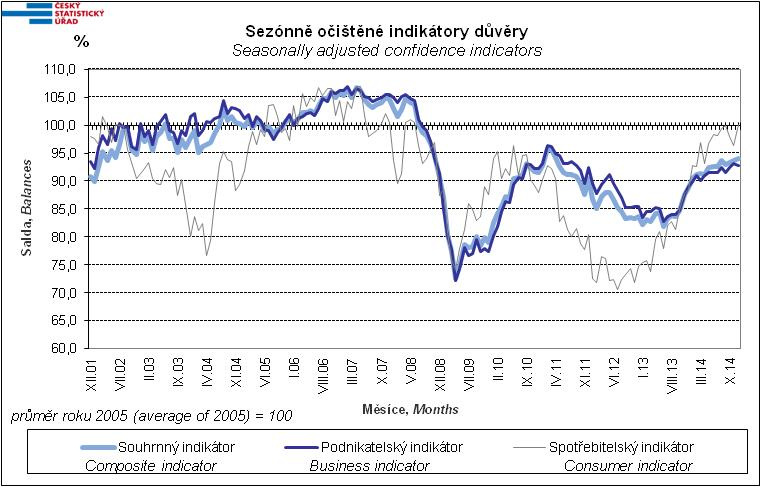 ČESKÝ
STATISTICKÝ
ÚŘAD
Sezónně očištěné indikátory důvěry
Seasonally adjusted confidence indicators
%
110,0
105,0
100,0
95,0
90,0
85,0
80,0
75,0
70,0
65,0
60,0
Salda, Balances
XII.01
VII.02
II.03
IX.03
IV.04
XI.04
VI.05
I.06
VIII.06
III.07
X.07
V.08
XII.08
VII.09
II.10
IX.10
IV.11
XI.11
VI.12
I.13
VIII.13
III.14
X.14
Měsíce, Months
průměr roku 2005 (average of 2005) = 100
Souhrnný indikátor Podnikatelský indikátor Spotřebitelský indikátor
Composite indicator Business indicator Consumer indicator